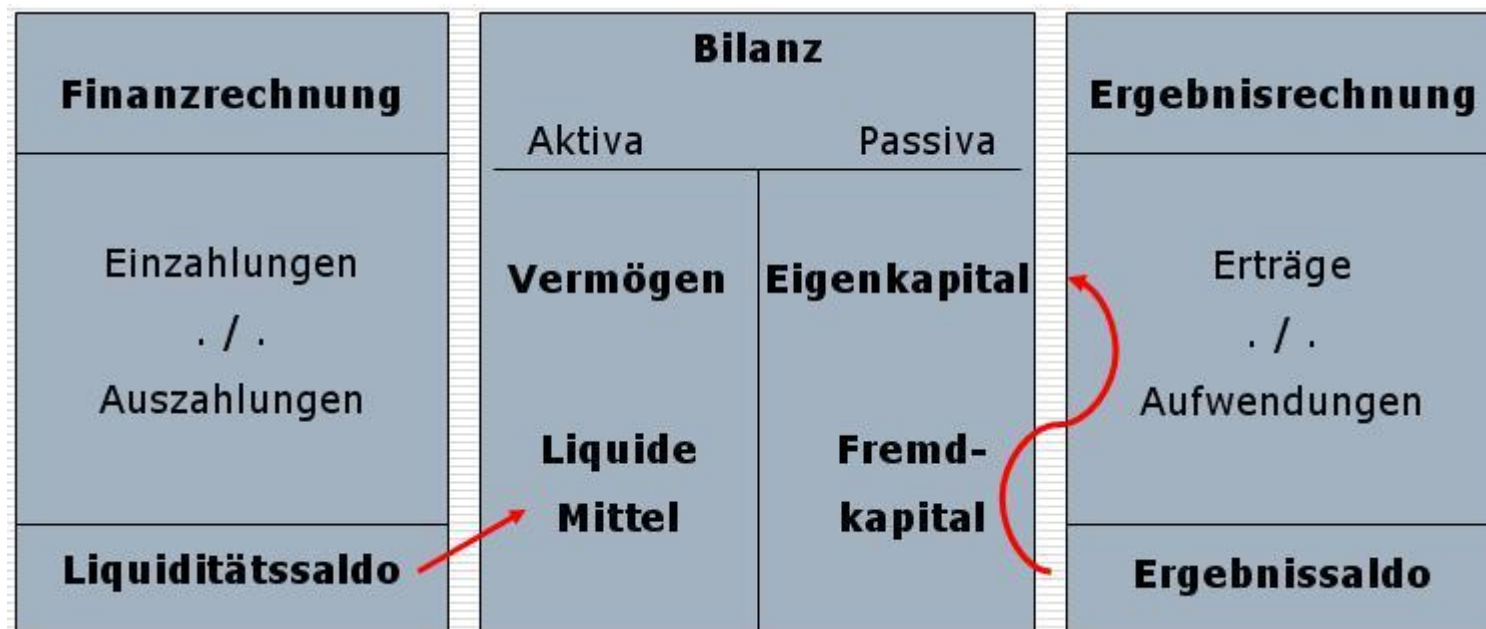 Finanzrechnung
Einzahlungen
. / .
Auszahlungen
Liquiditätssaldo
Bilanz
Aktiva Passiva
Vermögen Eigenkapital
Liquide Fremd-
Mittel kapital
Ergebnisrechnung
Erträge
. / .
Aufwendungen
Ergebnissaldo